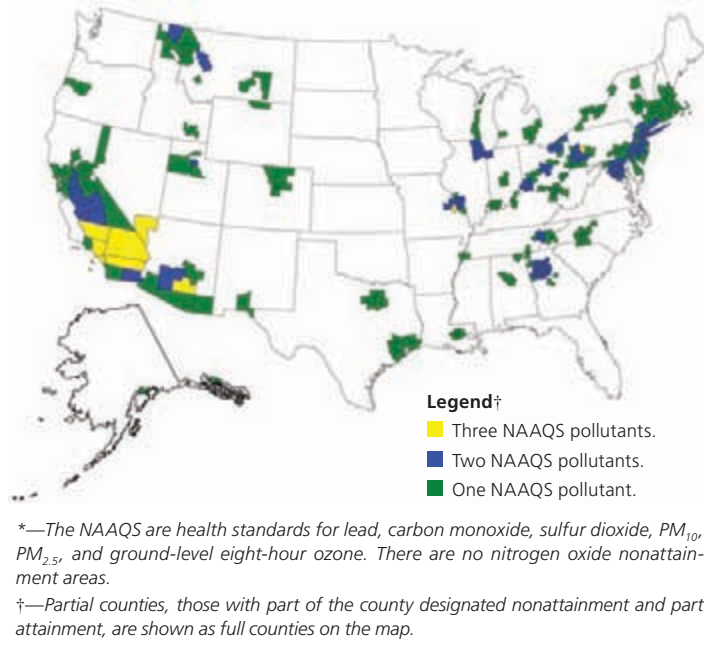 Legend†
Three NAAQS pollutants.
Two NAAQS pollutants.
One NAAQS pollutant.
*—The NAAQS are health standards for lead, carbon monoxide, sulfur dioxide, PM10,
PM2.5, and ground-level eight-hour ozone. There are no nitrogen oxide nonattain-
ment areas.
†—Partial counties, those with part of the county designated nonattainment and part
attainment, are shown as full counties on the map.